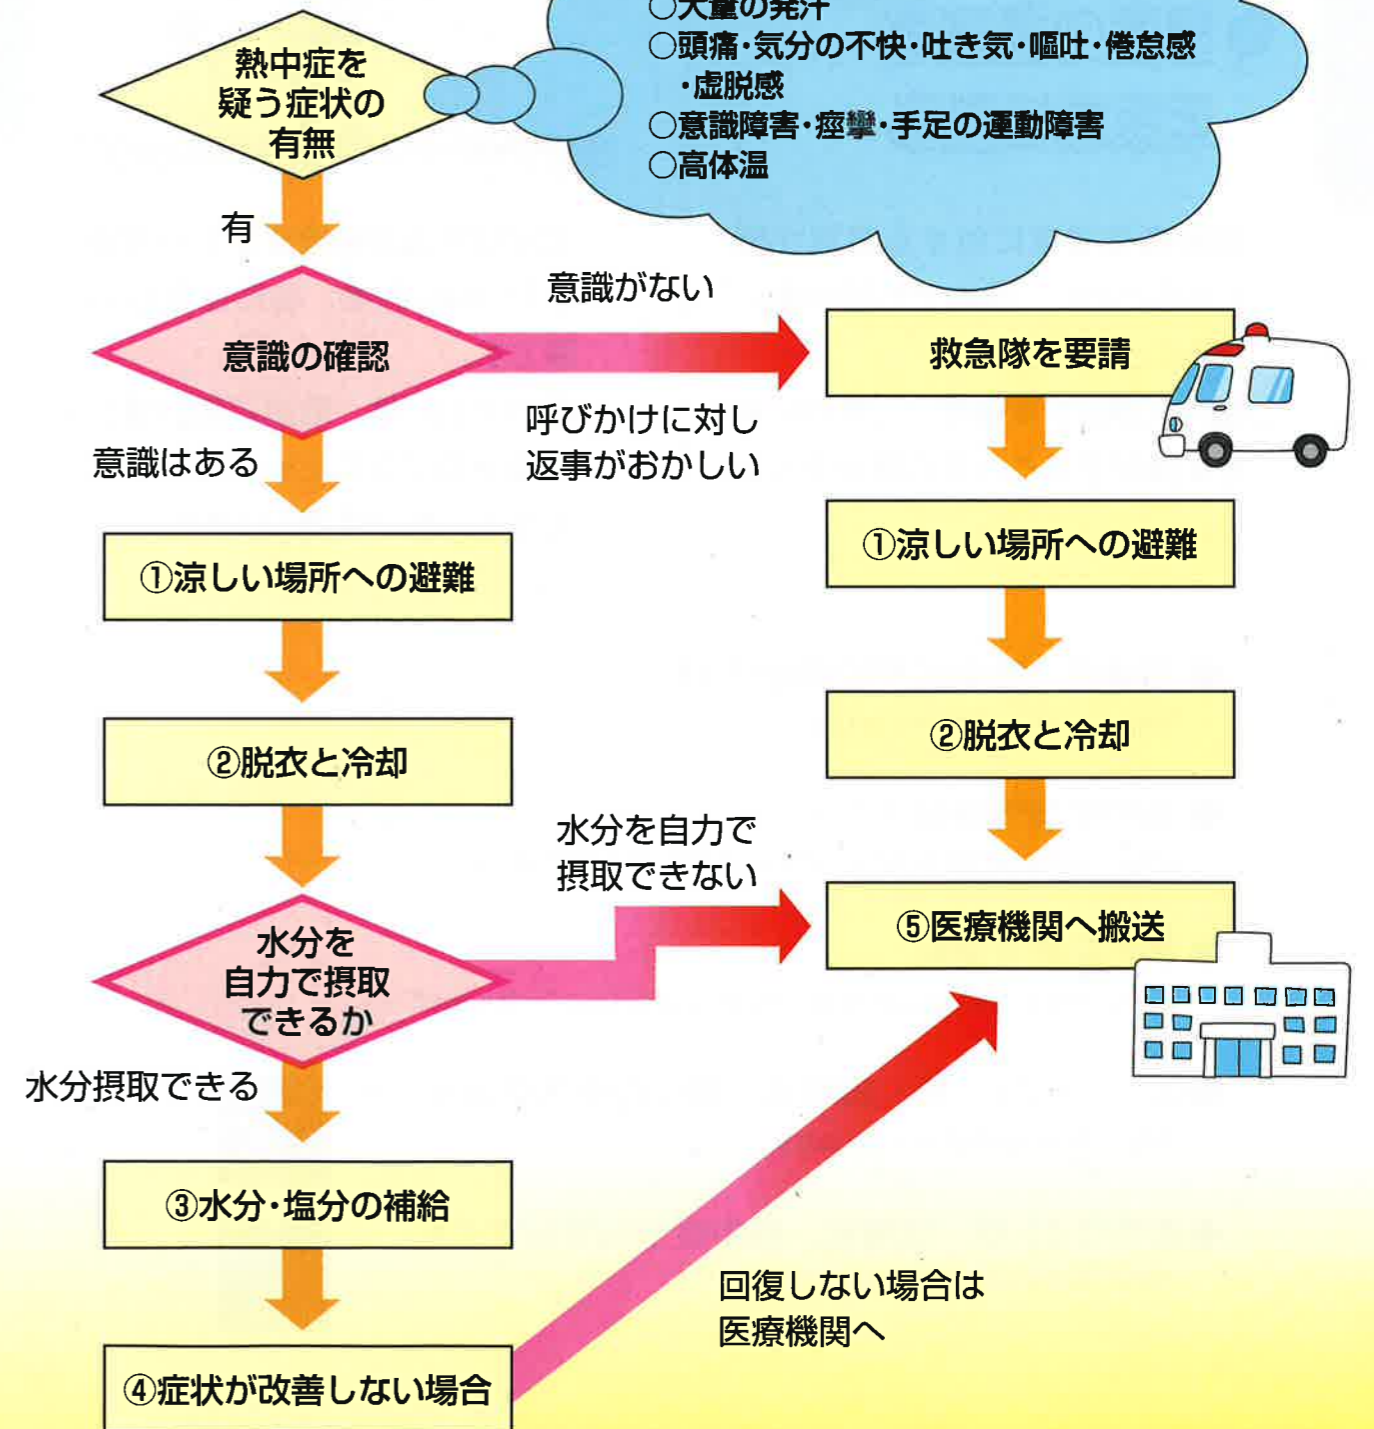 ○大量の発汗
○頭痛・気分の不快・吐き気・嘔吐・倦怠感
・虚脱感
○意識障害・痙攣・手足の運動障害
○高体温
熱中症を
疑う症状の
有無
有
意識の確認
意識がない
呼びかけに対し
返事がおかしい
救急隊を要請
意識はある
①涼しい場所への避難
①涼しい場所への避難
②脱衣と冷却
②脱衣と冷却
水分を自力で
摂取できない
⑤医療機関へ搬送
水分を
自力で摂取
できるか
水分摂取できる
③水分・塩分の補給
回復しない場合は
医療機関へ
④症状が改善しない場合